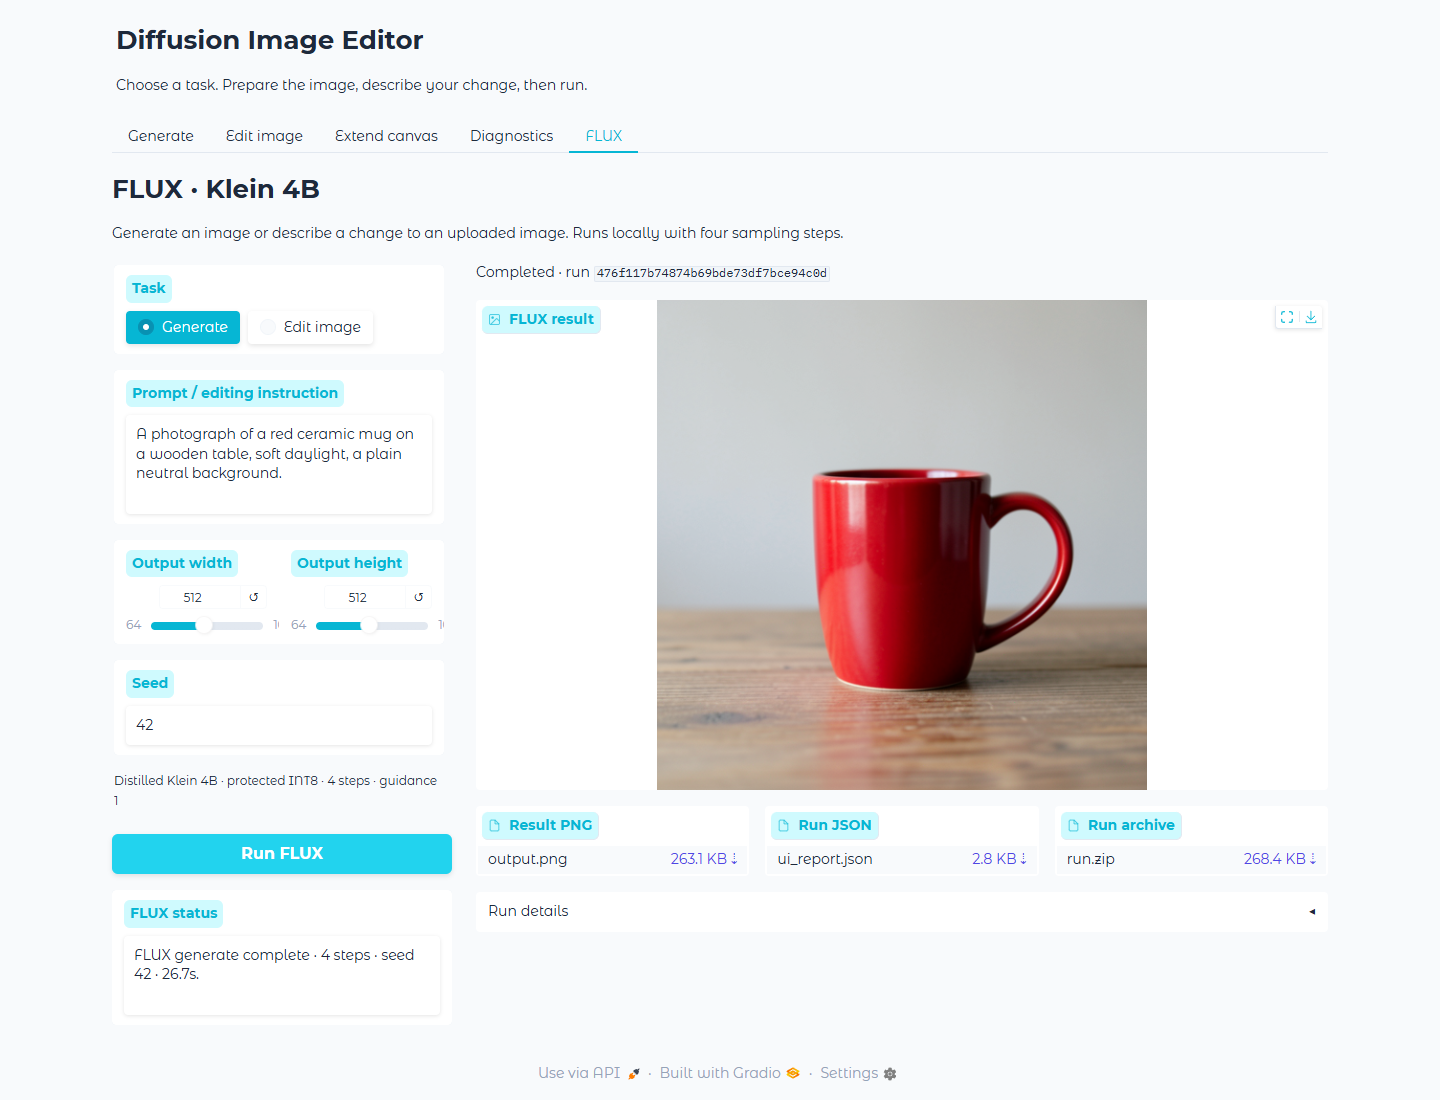 Diffusion Image Editor
Choose a task. Prepare the image, describe your change, then run.
Generate
Edit image
Extend canvas
Diagnostics
FLUX
FLUX · Klein 4B
Generate an image or describe a change to an uploaded image. Runs locally with four sampling steps.
Task
Generate
Edit image
Prompt / editing instruction
A photograph of a red ceramic mug on
a wooden table, soft daylight, a plain
neutral background.
Output width
512
↺
64
Output height
512
↺
64
Seed
42
Distilled Klein 4B · protected INT8 · 4 steps · guidance
1
Run FLUX
FLUX status
FLUX generate complete · 4 steps · seed
42 · 26.7s.
Completed · run 476f117b74874b69bde73df7bce94c0d
FLUX result
Result PNG
output.png
263.1 KB ⇣
Run JSON
ui_report.json
2.8 KB ⇣
Run archive
run.zip
268.4 KB ⇣
Run details
Use via API · Built with Gradio · Settings